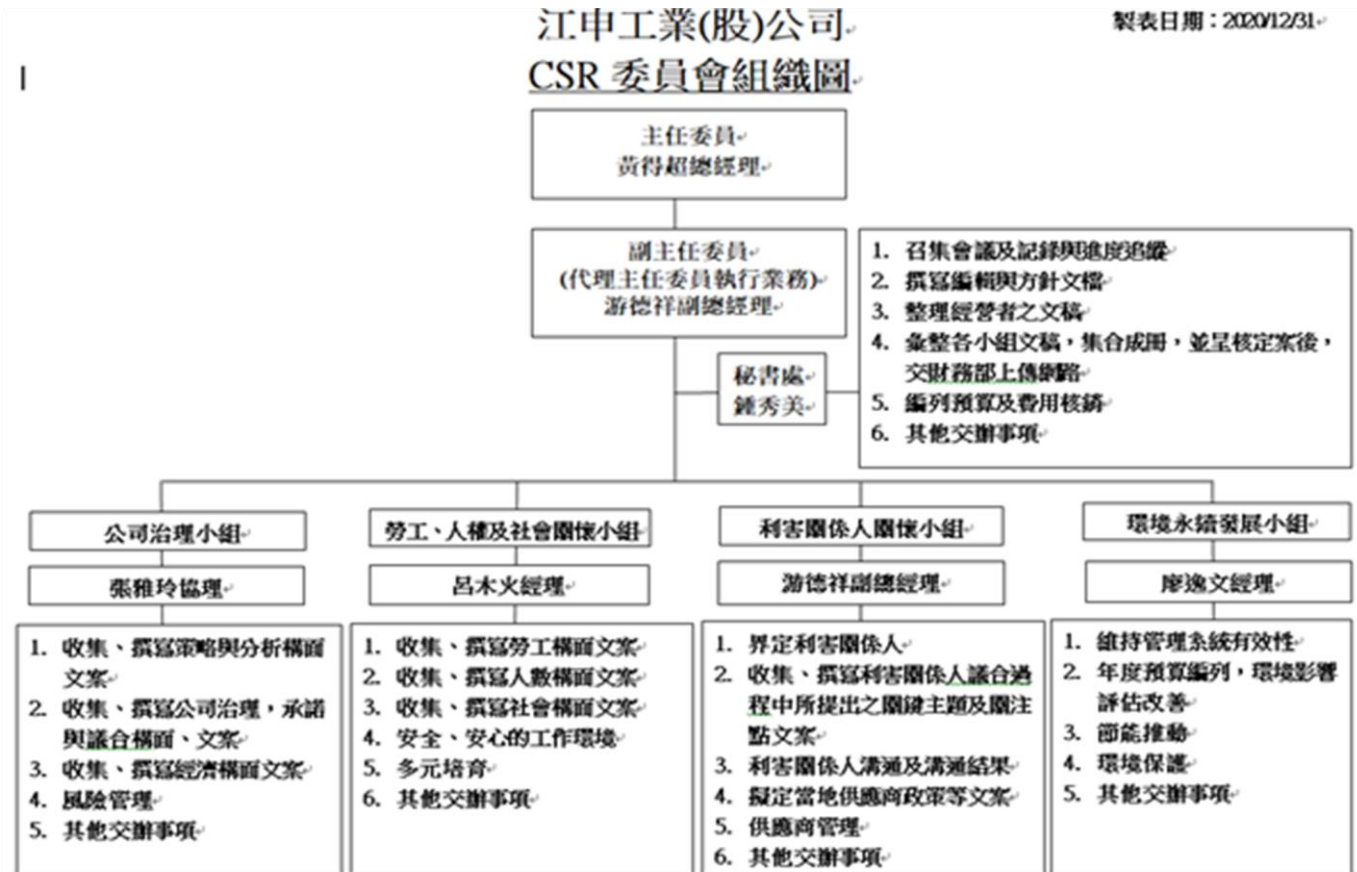 江申工業(股)公司
製表日期：2020/12/31
CSR 委員會組織圖
主任委員
黃得超總經理
副主任委員
(代理主任委員執行業務)
游德祥副總經理
1. 召集會議及記錄與進度追蹤
2. 撰寫編輯與方針文檔
3. 整理經營者之文稿
4. 彙整各小組文稿，集合成冊，並呈核定案後，
交財務部上傳網路
5. 編列預算及費用核銷
6. 其他交辦事項
秘書處
鍾秀美
公司治理小組
張雅玲協理
1. 收集、撰寫策略與分析構面
文案
2. 收集、撰寫公司治理，承諾
與議合構面、文案
3. 收集、撰寫經濟構面文案
4. 風險管理
5. 其他交辦事項
勞工、人權及社會關懷小組
呂木火經理
1. 收集、撰寫勞工構面文案
2. 收集、撰寫人數構面文案
3. 收集、撰寫社會構面文案
4. 安全、安心的工作環境
5. 多元培育
6. 其他交辦事項
利害關係人關懷小組
游德祥副總經理
1. 界定利害關係人
2. 收集、撰寫利害關係人議合過
程中所提出之關鍵主題及關注
點文案
3. 利害關係人溝通及溝通結果
4. 擬定當地供應商政策等文案
5. 供應商管理
6. 其他交辦事項
環境永續發展小組
廖逸文經理
1. 維持管理系統有效性
2. 年度預算編列，環境影響
評估改善
3. 節能推動
4. 環境保護
5. 其他交辦事項